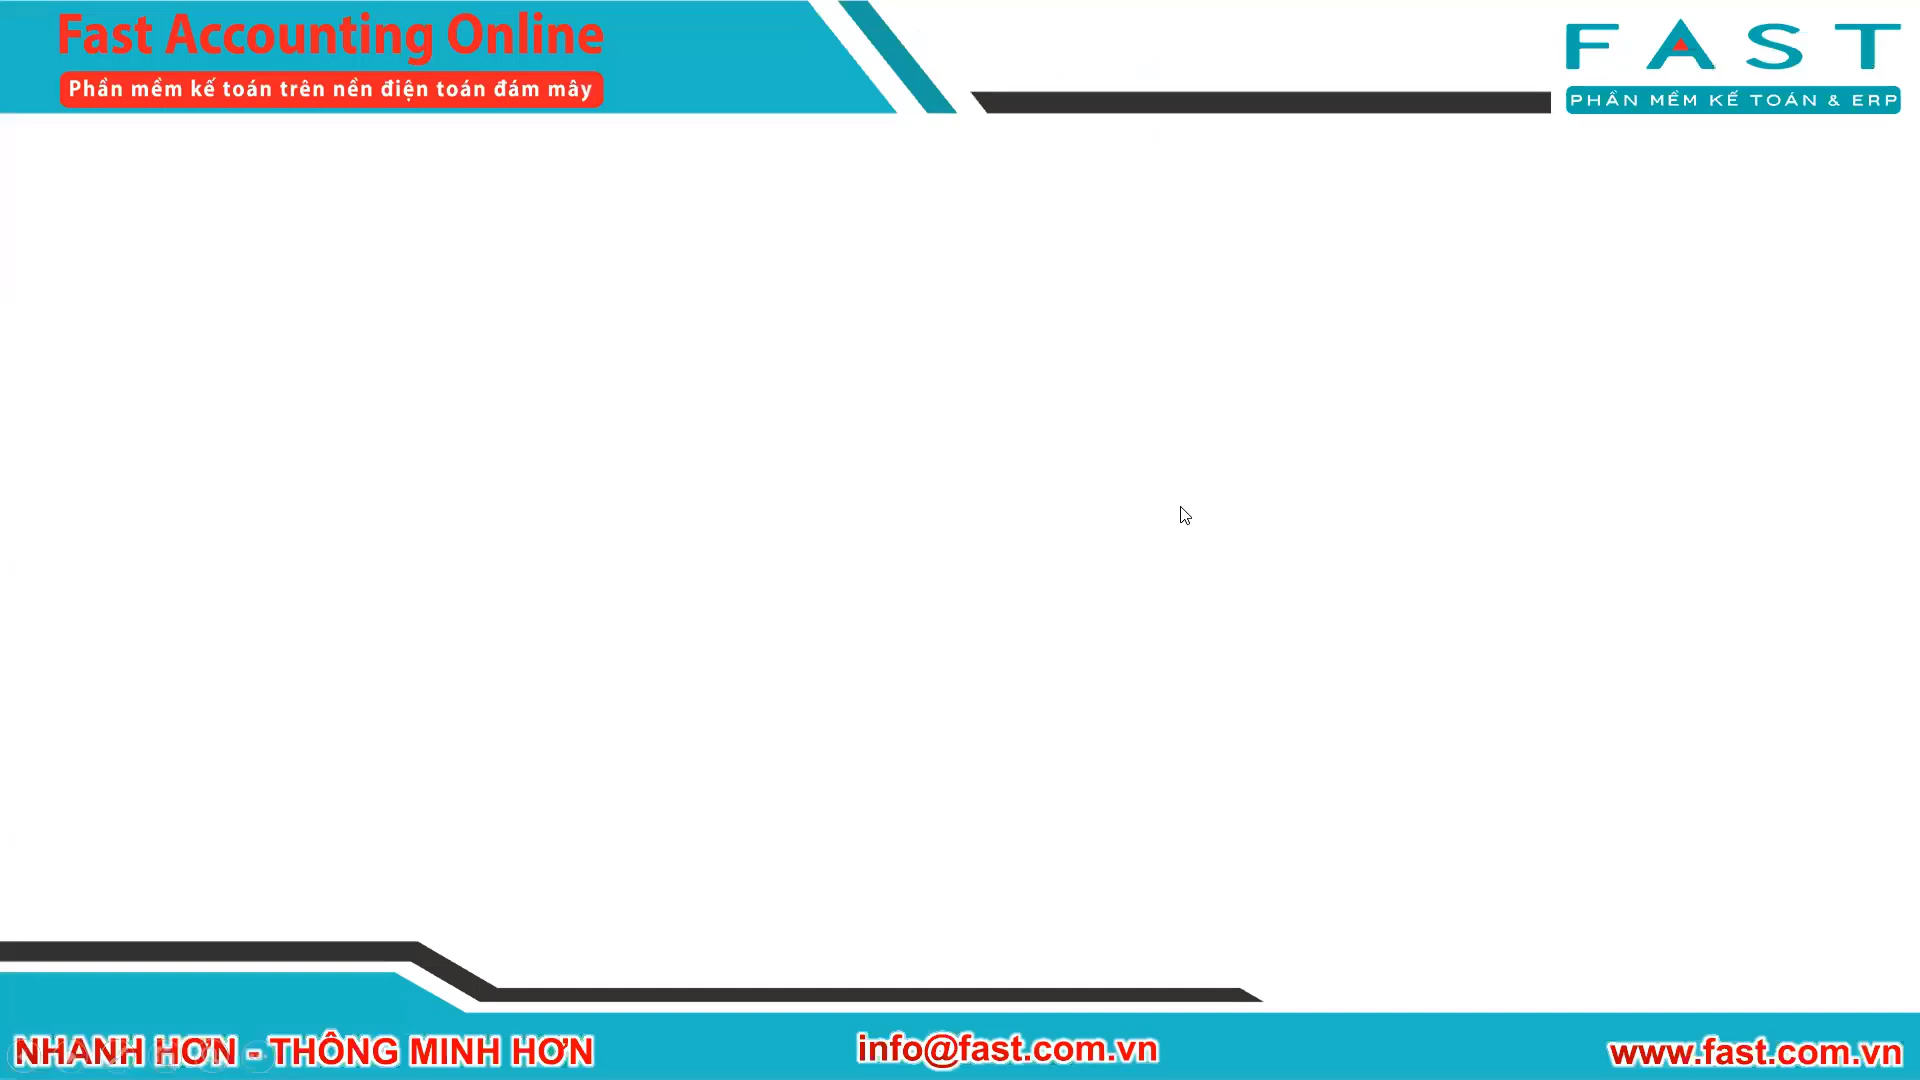 Fast Accounting Online
Phần mềm kế toán trên nền điện toán đám mây
FAST
PHẦN MỀM KẾ TOÁN & ERP
NHANH HƠN - THÔNG MINH HƠN
info@fast.com.vn
www.fast.com.vn